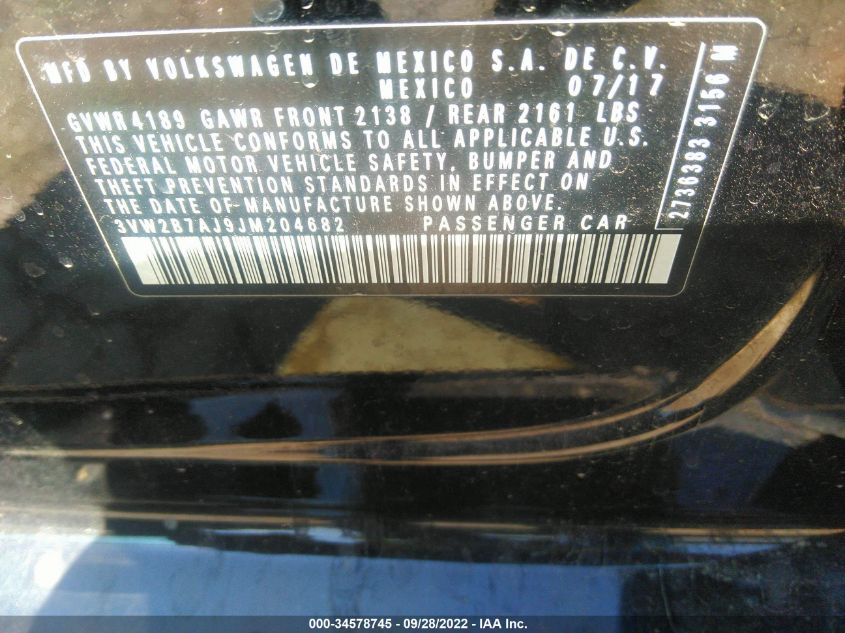 MFD BY VOLKSWAGEN DE MEXICO S.A. DE C.V.
MEXICO 07/17
GVWR 4189 GAWR FRONT 2138 / REAR 2161 LBS
THIS VEHICLE CONFORMS TO ALL APPLICABLE U.S.
FEDERAL MOTOR VEHICLE SAFETY, BUMPER AND
THEFT PREVENTION STANDARDS IN EFFECT ON
THE DATE OF MANUFACTURE SHOWN ABOVE.
3VW2B7AJ9JM204682 PASSENGER CAR
2736383 3156 M
000-34578745 — 09/28/2022 — IAA Inc.